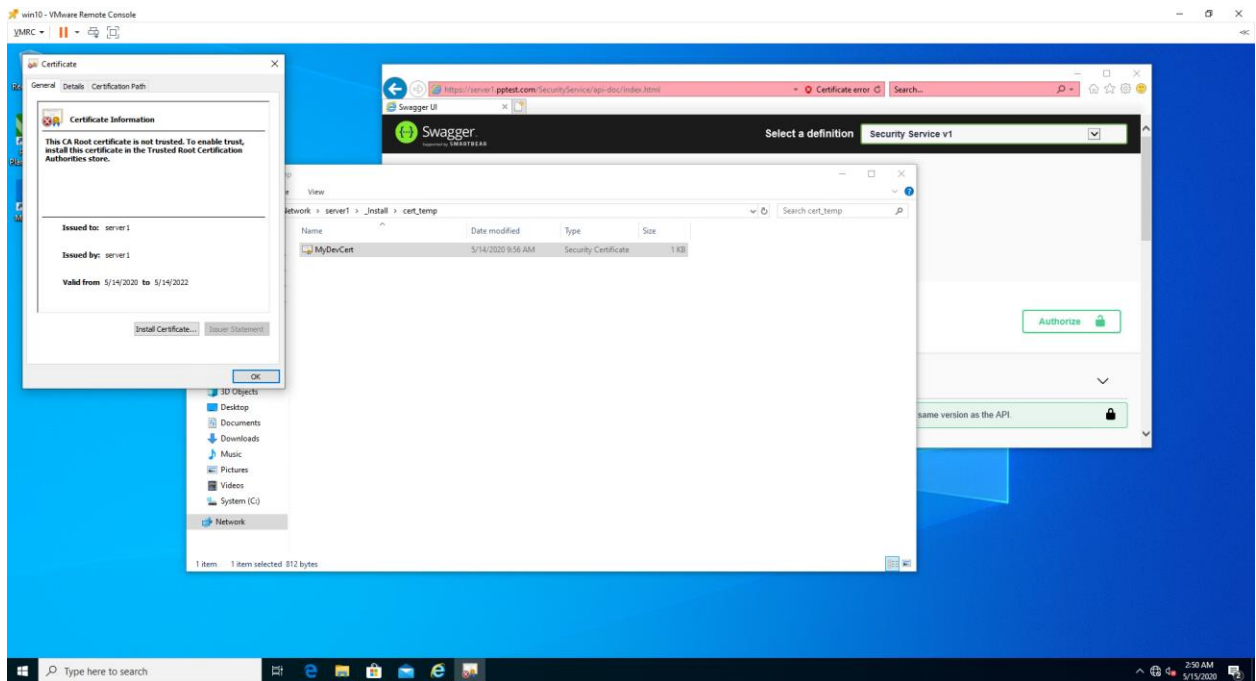 win10 - VMware Remote Console
VMRC
Certificate
General Details Certification Path
Certificate Information
This CA Root certificate is not trusted. To enable trust,
install this certificate in the Trusted Root Certification
Authorities store.
Issued to: server1
Issued by: server1
Valid from 5/14/2020 to 5/14/2022
Install Certificate... Issuer Statement
OK
https://server1.pptest.com/SecurityService/api-doc/index.html
Certificate error
Search...
Swagger UI
Swagger.
Supported by SMARTBEAR
Select a definition
Security Service v1
Authorize
same version as the API.
View
Network > server1 > _Install > cert_temp
Search cert_temp
Name Date modified Type Size
MyDevCert 5/14/2020 9:56 AM Security Certificate 1 KB
3D Objects
Desktop
Documents
Downloads
Music
Pictures
Videos
System (C:)
Network
1 item 1 item selected 812 bytes
Type here to search
2:50 AM
5/15/2020